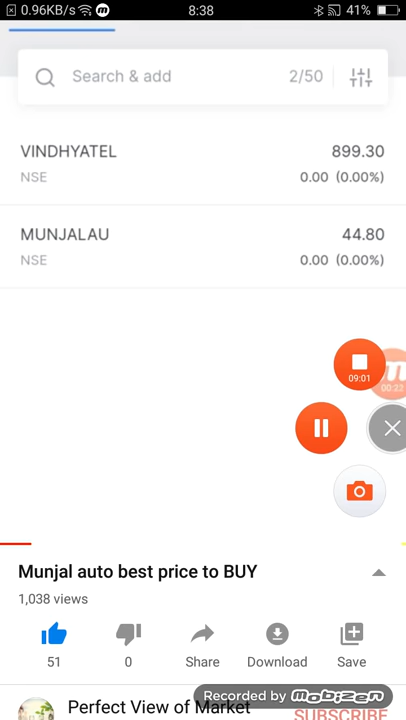 0.96KB/s 8:38 41%
Search & add 2/50
VINDHYATEL 899.30
NSE 0.00 (0.00%)
MUNJALAU 44.80
NSE 0.00 (0.00%)
09:01
00:22
Munjal auto best price to BUY
1,038 views
51 0 Share Download Save
Recorded by mobizen
Perfect View of Market SUBSCRIBE